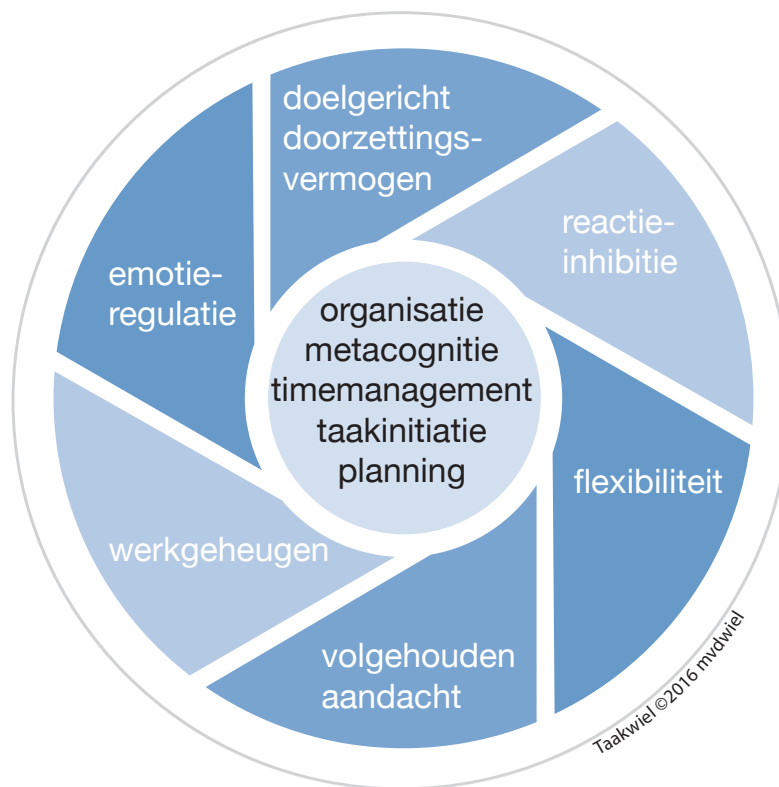 doelgericht
doorzettings-
vermogen
reactie-
inhibitie
emotie-
regulatie
organisatie
metacognitie
timemanagement
taakinitiatie
planning
flexibiliteit
werkgeheugen
volgehouden
aandacht
Taakwiel ©2016 mvdwiel